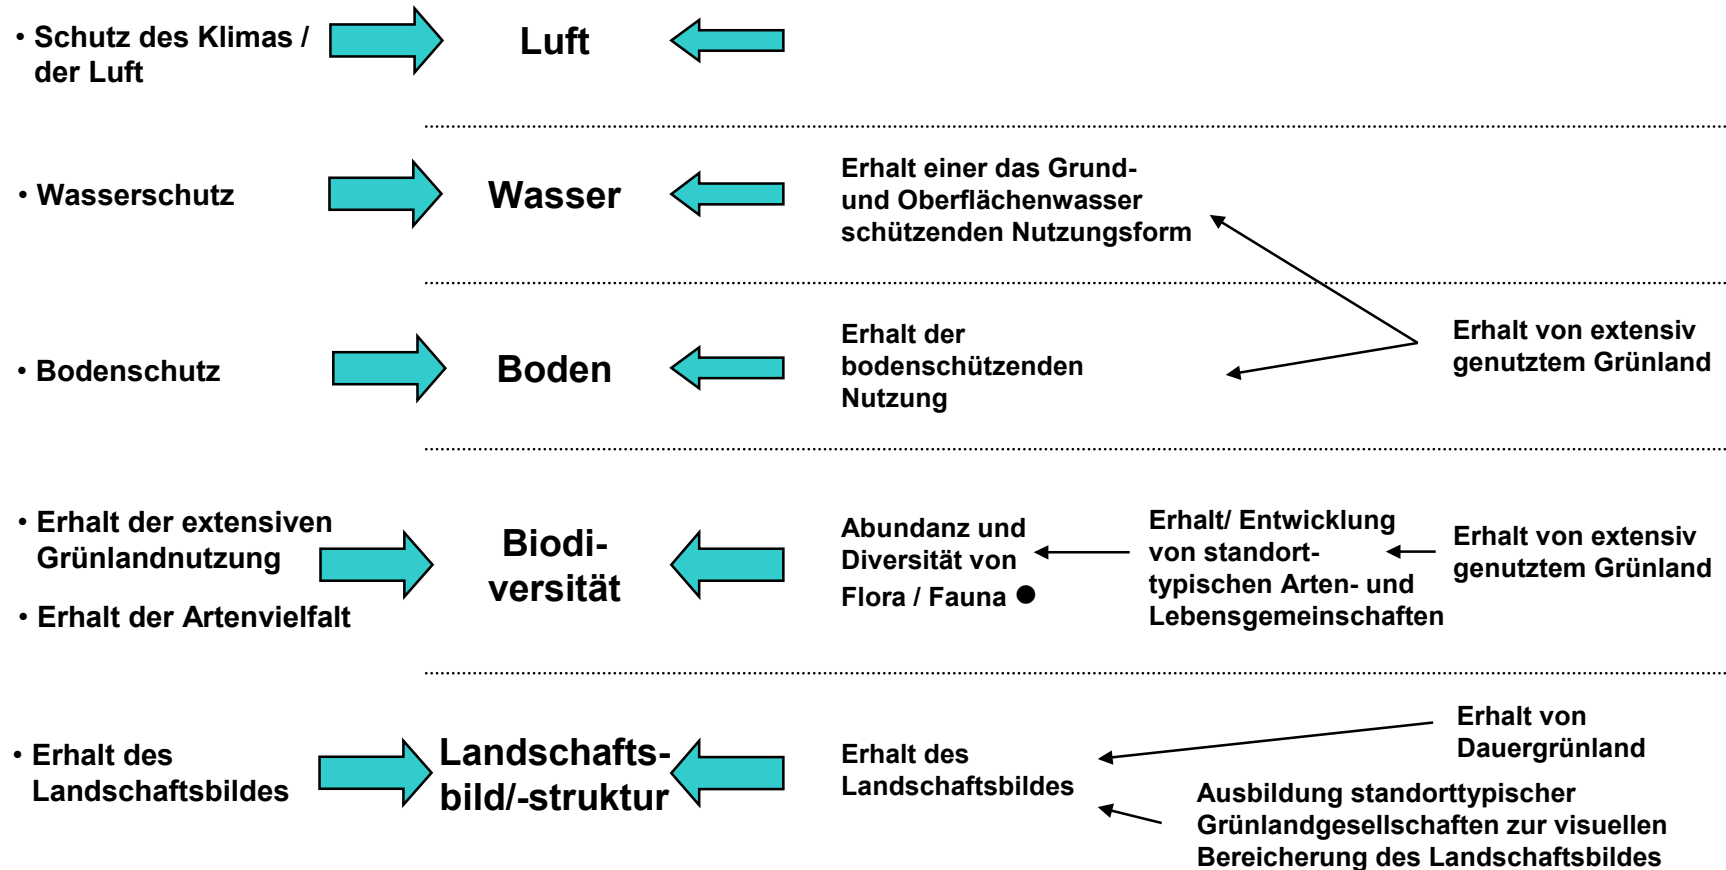 • Schutz des Klimas /
der Luft
Luft
• Wasserschutz
Wasser
Erhalt einer das Grund-
und Oberflächenwasser
schützenden Nutzungsform
• Bodenschutz
Boden
Erhalt der
bodenschützenden
Nutzung
Erhalt von extensiv
genutztem Grünland
• Erhalt der extensiven
Grünlandnutzung
• Erhalt der Artenvielfalt
Biodi-
versität
Abundanz und
Diversität von
Flora / Fauna ●
Erhalt/ Entwicklung
von standort-
typischen Arten- und
Lebensgemeinschaften
Erhalt von extensiv
genutztem Grünland
• Erhalt des
Landschaftsbildes
Landschafts-
bild/-struktur
Erhalt des
Landschaftsbildes
Erhalt von
Dauergrünland
Ausbildung standorttypischer
Grünlandgesellschaften zur visuellen
Bereicherung des Landschaftsbildes